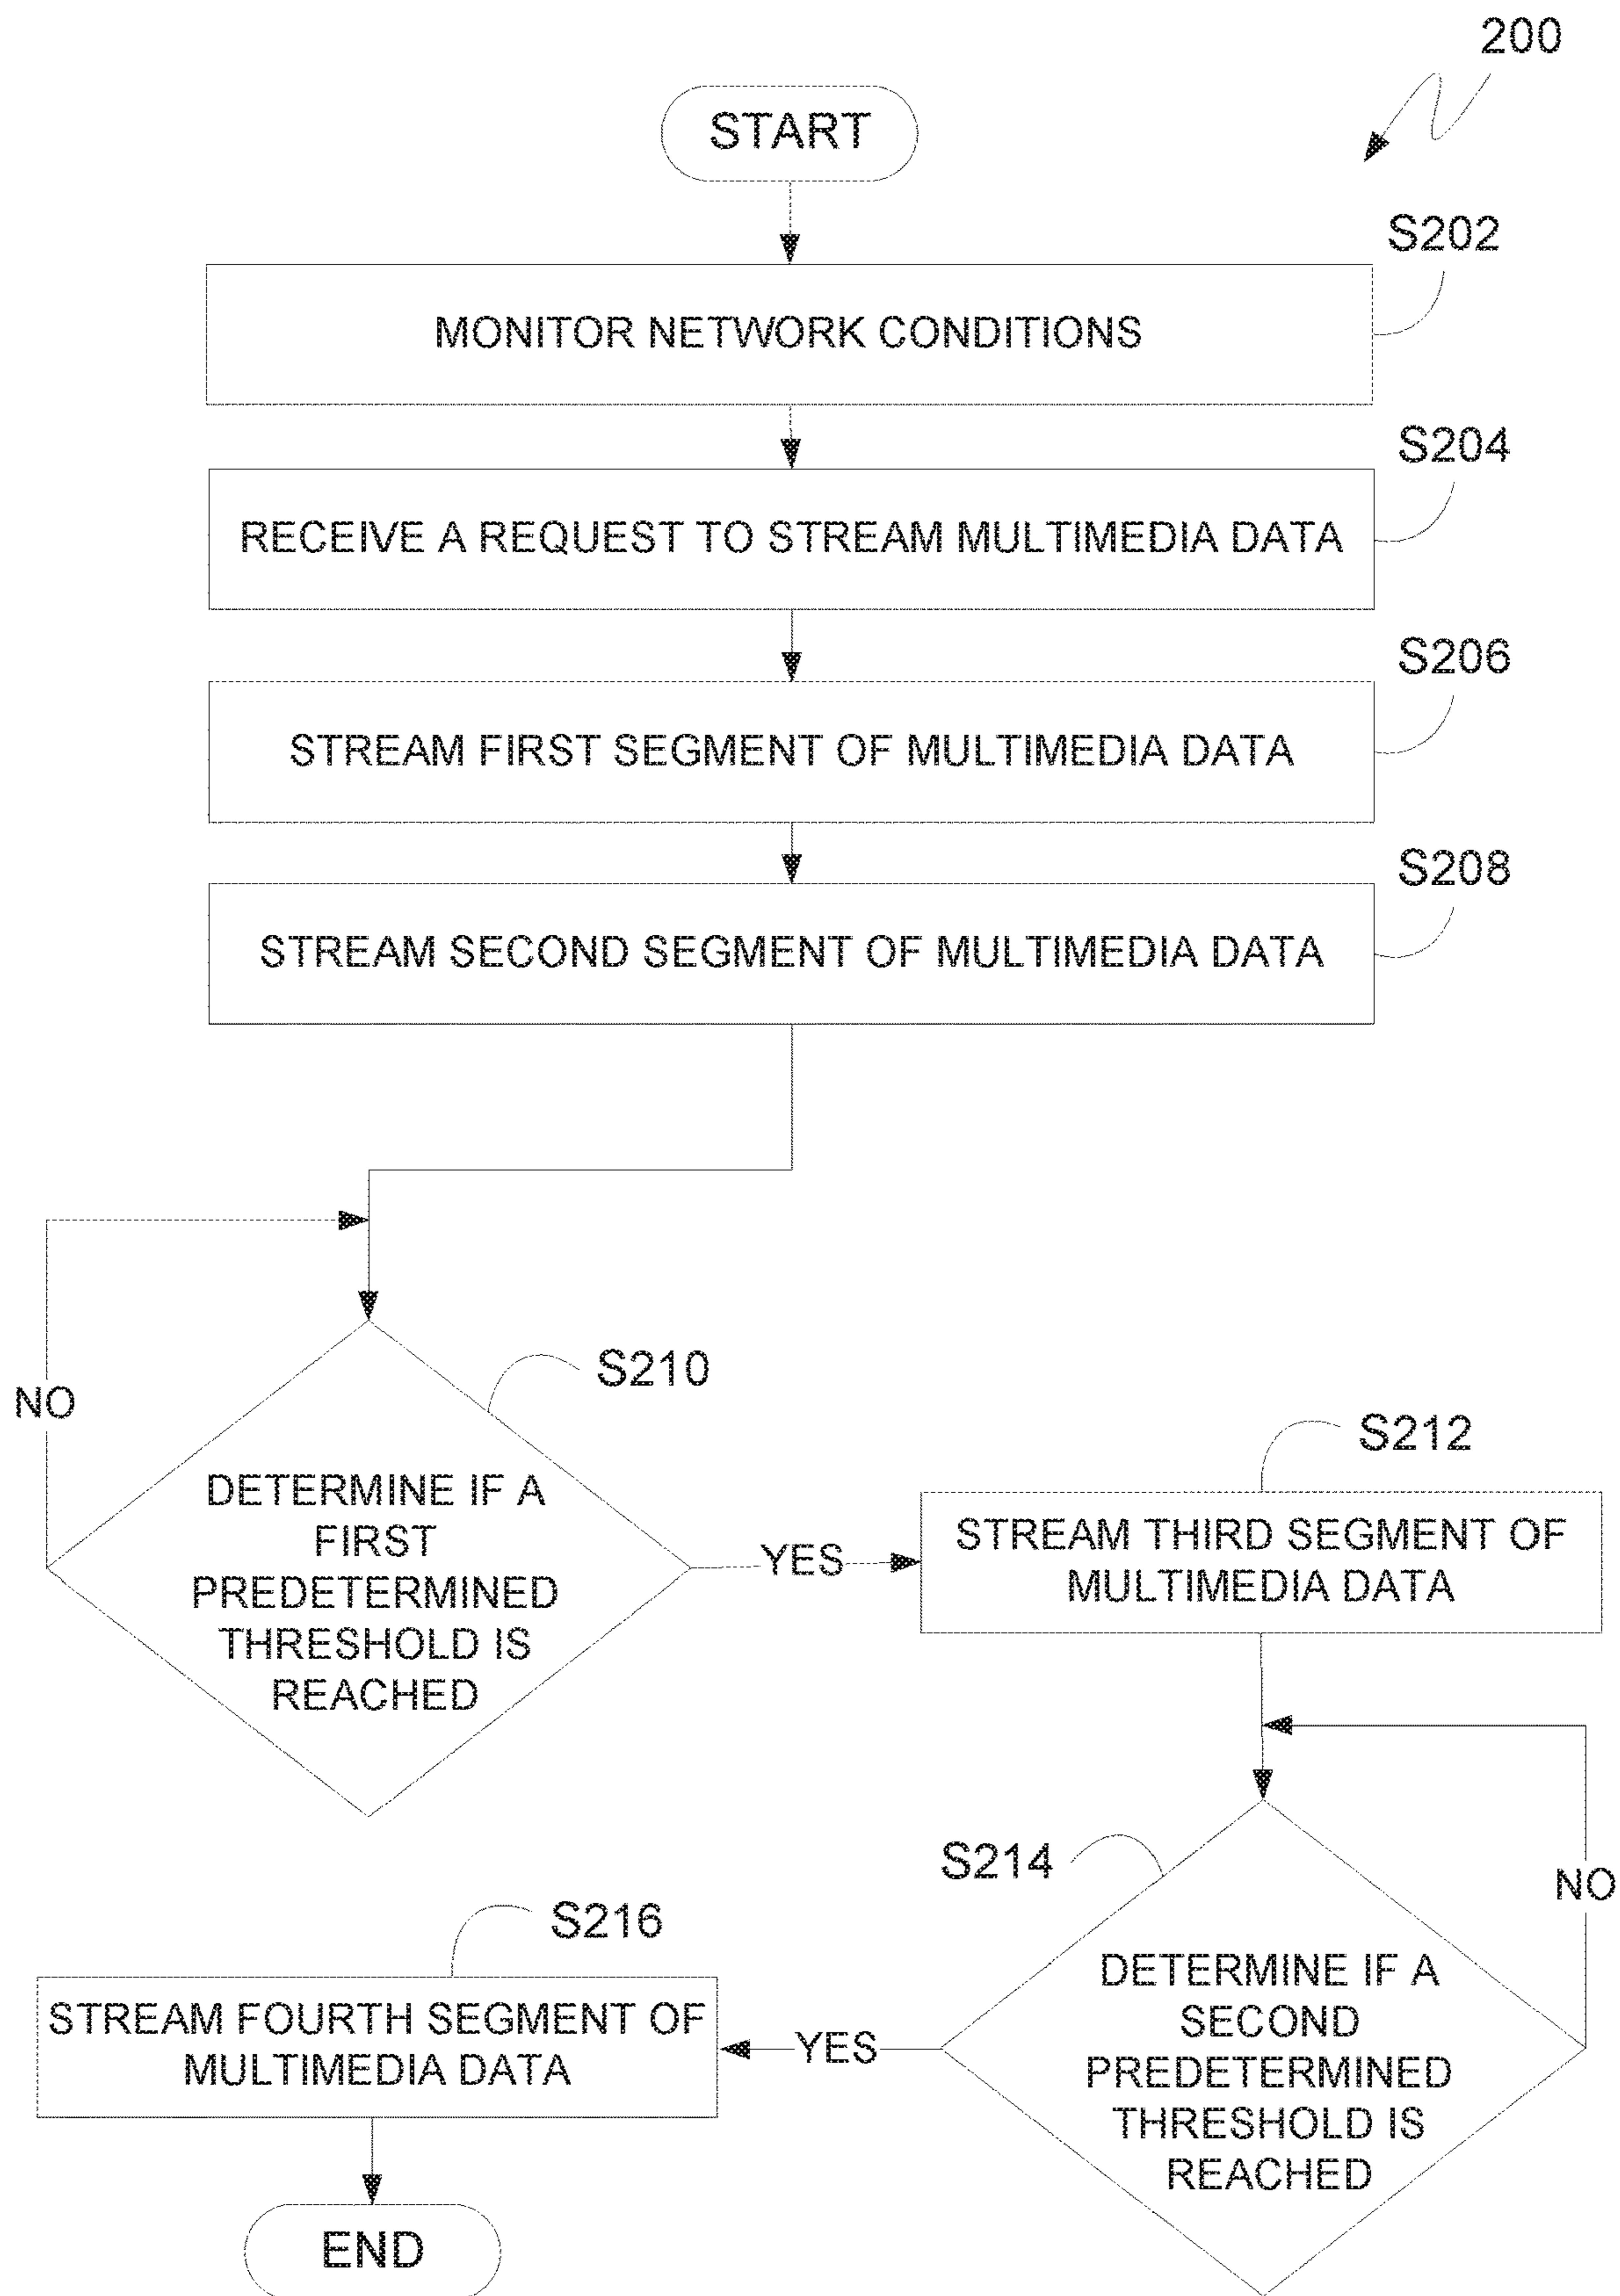 200
START
S202
MONITOR NETWORK CONDITIONS
S204
RECEIVE A REQUEST TO STREAM MULTIMEDIA DATA
S206
STREAM FIRST SEGMENT OF MULTIMEDIA DATA
S208
STREAM SECOND SEGMENT OF MULTIMEDIA DATA
S210
NO
DETERMINE IF A
FIRST
PREDETERMINED
THRESHOLD IS
REACHED
YES
S212
STREAM THIRD SEGMENT OF
MULTIMEDIA DATA
S214
NO
DETERMINE IF A
SECOND
PREDETERMINED
THRESHOLD IS
REACHED
YES
S216
STREAM FOURTH SEGMENT OF
MULTIMEDIA DATA
END